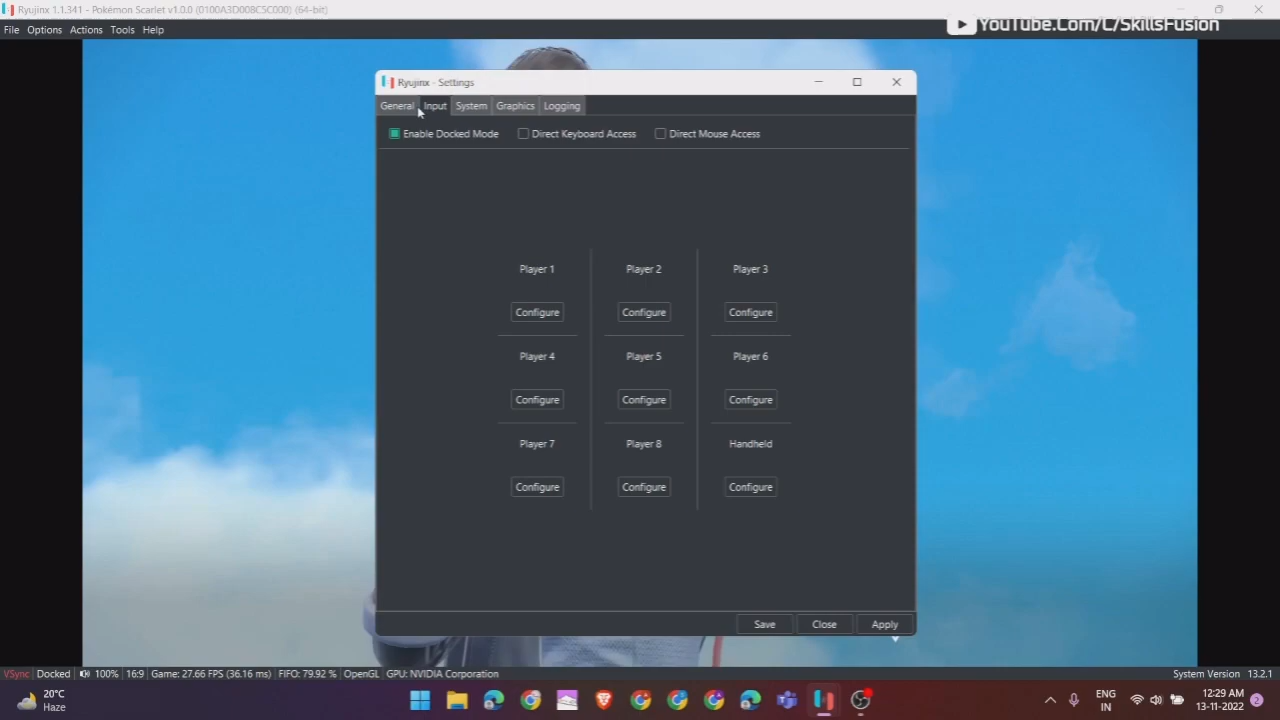 Ryujinx 1.1.341 - Pokémon Scarlet v1.0.0 (0100A3D008C5C000) (64-bit)
YouTube.Com/C/SkillsFusion
File Options Actions Tools Help
Ryujinx - Settings
General Input System Graphics Logging
Enable Docked Mode Direct Keyboard Access Direct Mouse Access
Player 1 Player 2 Player 3
Configure Configure Configure
Player 4 Player 5 Player 6
Configure Configure Configure
Player 7 Player 8 Handheld
Configure Configure Configure
Save Close Apply
VSync Docked 100% 16:9 Game: 27.66 FPS (36.16 ms) FIFO: 79.92 % OpenGL GPU: NVIDIA Corporation System Version 13.2.1
20°C
Haze
ENG
IN
12:29 AM
13-11-2022
2